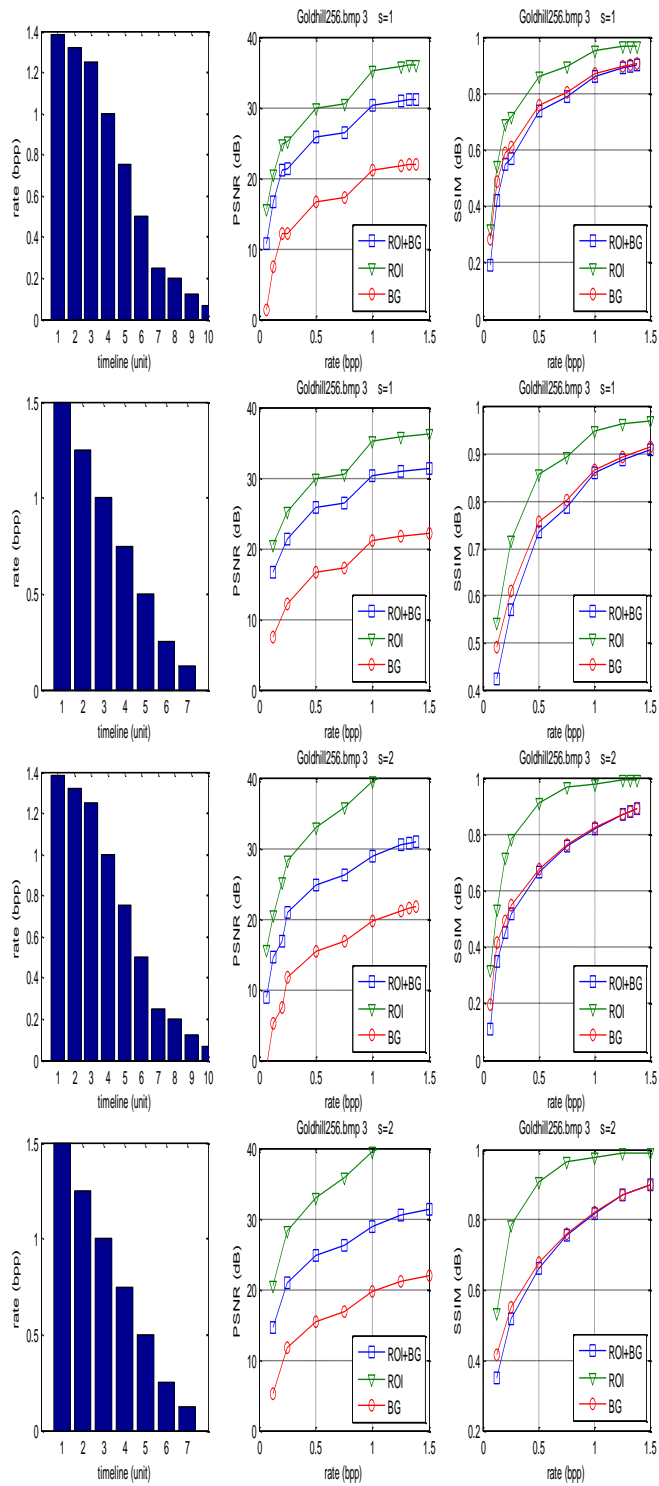 Goldhill256.bmp 3 s=1
Goldhill256.bmp 3 s=1
rate (bpp)
1.4
1.2
1
0.8
0.6
0.4
0.2
0
1 2 3 4 5 6 7 8 9 10
timeline (unit)
PSNR (dB)
40
30
20
10
0
ROI+BG
ROI
BG
0 0.5 1 1.5
rate (bpp)
SSIM (dB)
1
0.8
0.6
0.4
0.2
0
ROI+BG
ROI
BG
0 0.5 1 1.5
rate (bpp)
Goldhill256.bmp 3 s=1
Goldhill256.bmp 3 s=1
rate (bpp)
1.5
1
0.5
0
1 2 3 4 5 6 7
timeline (unit)
PSNR (dB)
40
30
20
10
0
ROI+BG
ROI
BG
0 0.5 1 1.5
rate (bpp)
SSIM (dB)
1
0.9
0.8
0.7
0.6
0.5
0.4
ROI+BG
ROI
BG
0 0.5 1 1.5
rate (bpp)
Goldhill256.bmp 3 s=2
Goldhill256.bmp 3 s=2
rate (bpp)
1.4
1.2
1
0.8
0.6
0.4
0.2
0
1 2 3 4 5 6 7 8 9 10
timeline (unit)
PSNR (dB)
40
30
20
10
0
ROI+BG
ROI
BG
0 0.5 1 1.5
rate (bpp)
SSIM (dB)
1
0.8
0.6
0.4
0.2
0
ROI+BG
ROI
BG
0 0.5 1 1.5
rate (bpp)
Goldhill256.bmp 3 s=2
Goldhill256.bmp 3 s=2
rate (bpp)
1.5
1
0.5
0
1 2 3 4 5 6 7
timeline (unit)
PSNR (dB)
40
30
20
10
0
ROI+BG
ROI
BG
0 0.5 1 1.5
rate (bpp)
SSIM (dB)
1
0.8
0.6
0.4
0.2
ROI+BG
ROI
BG
0 0.5 1 1.5
rate (bpp)